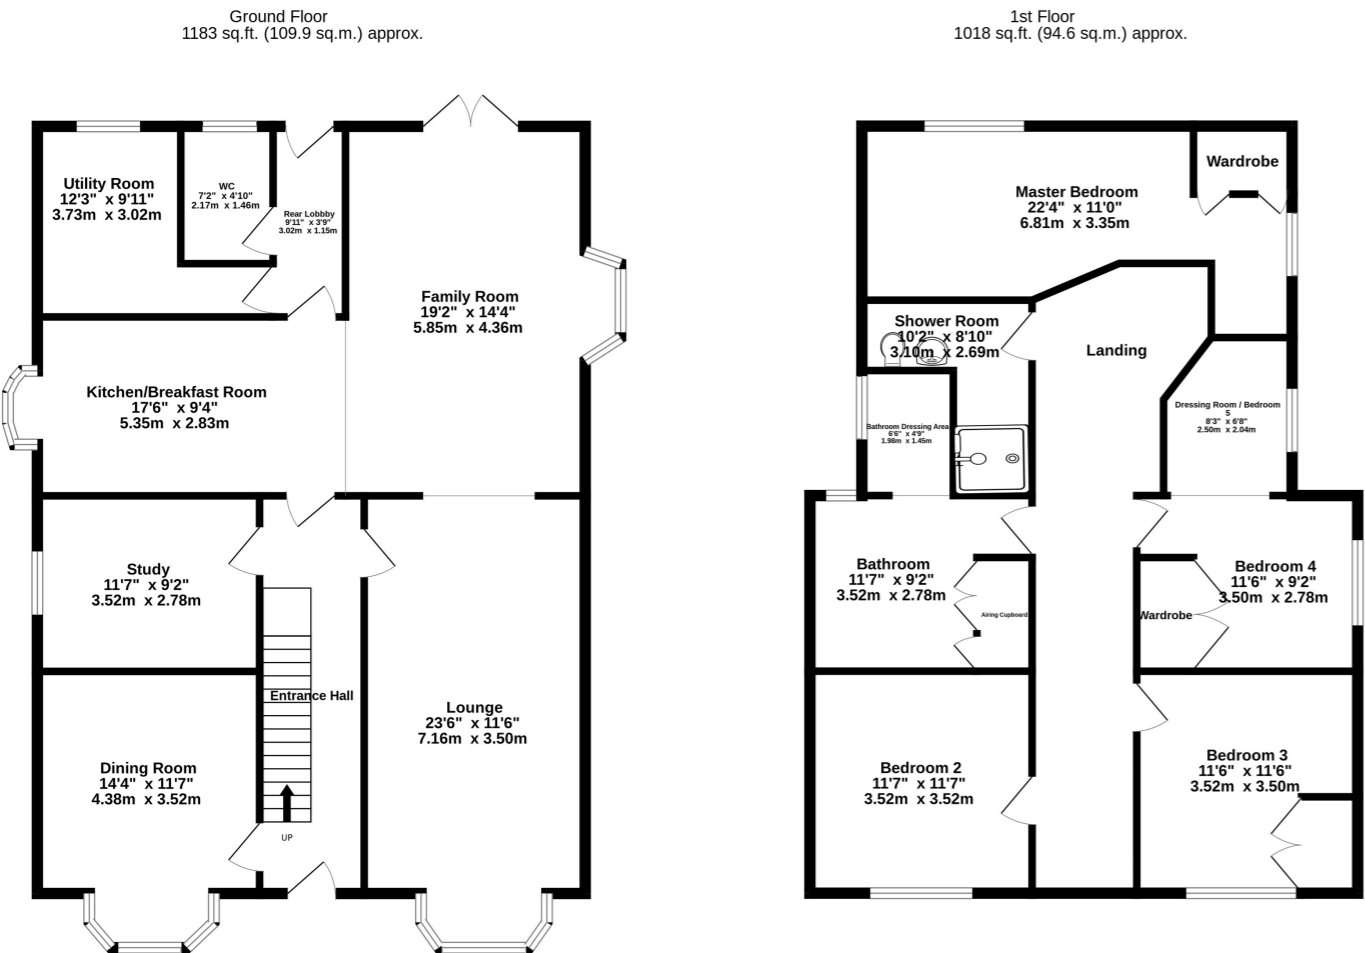 Ground Floor
1183 sq.ft. (109.9 sq.m.) approx.
1st Floor
1018 sq.ft. (94.6 sq.m.) approx.
Utility Room
12'3" x 9'11"
3.73m x 3.02m
WC
7'2" x 4'10"
2.17m x 1.46m
Rear Lobbby
9'11" x 3'9"
3.02m x 1.15m
Family Room
19'2" x 14'4"
5.85m x 4.36m
Kitchen/Breakfast Room
17'6" x 9'4"
5.35m x 2.83m
Study
11'7" x 9'2"
3.52m x 2.78m
Entrance Hall
Lounge
23'6" x 11'6"
7.16m x 3.50m
Dining Room
14'4" x 11'7"
4.38m x 3.52m
UP
Wardrobe
Master Bedroom
22'4" x 11'0"
6.81m x 3.35m
Shower Room
10'2" x 8'10"
3.10m x 2.69m
Landing
Dressing Room / Bedroom
5
8'3" x 6'8"
2.50m x 2.04m
Bathroom Dressing Area
6'6" x 4'9"
1.98m x 1.45m
Bathroom
11'7" x 9'2"
3.52m x 2.78m
Airing Cupboard
Bedroom 4
11'6" x 9'2"
3.50m x 2.78m
Wardrobe
Bedroom 2
11'7" x 11'7"
3.52m x 3.52m
Bedroom 3
11'6" x 11'6"
3.52m x 3.50m